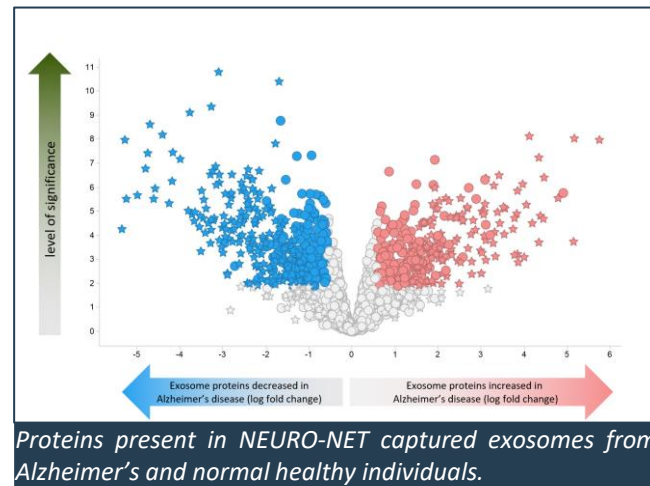 level of significance
11
10
9
8
7
6
5
4
3
2
1
0
-5 -4 -3 -2 -1 0 1 2 3 4 5 6
Exosome proteins decreased in
Alzheimer's disease (log fold change)
Exosome proteins increased in
Alzheimer's disease (log fold change)
Proteins present in NEURO-NET captured exosomes from
Alzheimer's and normal healthy individuals.